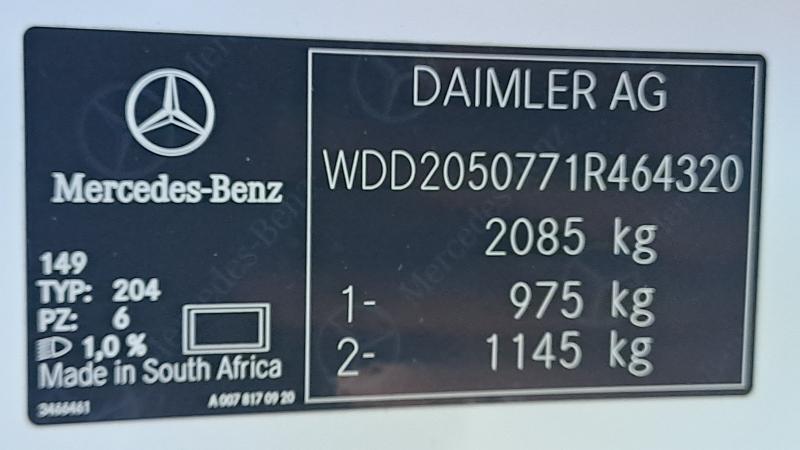 Mercedes-Benz
149
TYP: 204
PZ: 6
1,0 %
Made in South Africa
3466461
A 007 817 09 20
DAIMLER AG
WDD2050771R464320
2085 kg
1- 975 kg
2- 1145 kg